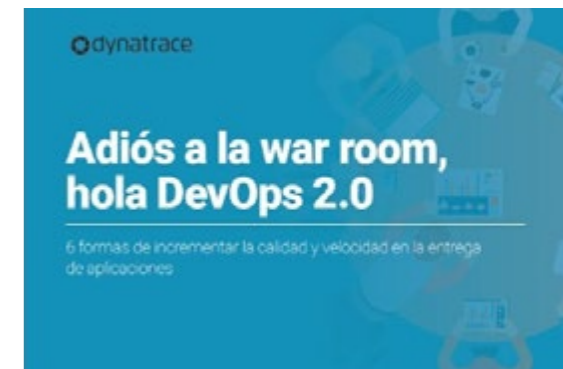 dynatrace
Adiós a la war room,
hola DevOps 2.0
6 formas de incrementar la calidad y velocidad en la entrega
de aplicaciones